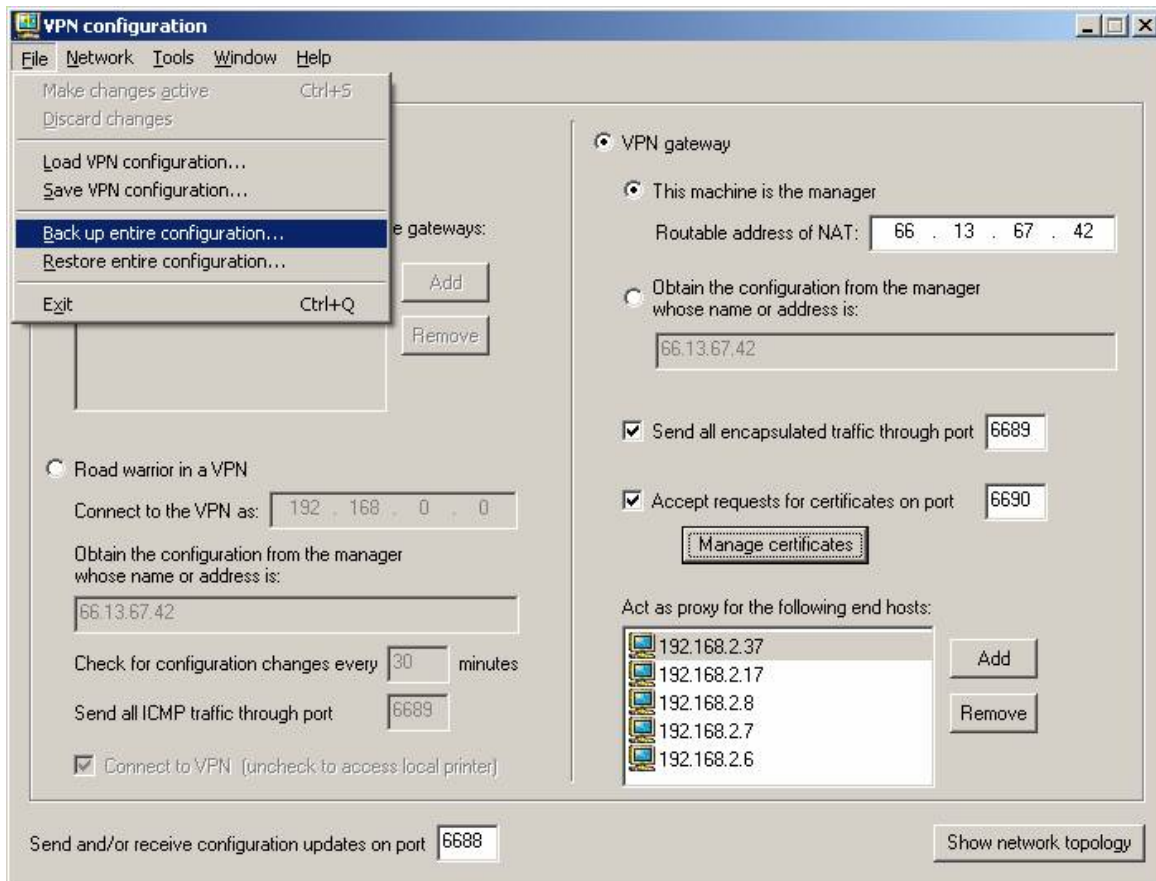 VPN configuration
File Network Tools Window Help
Make changes active Ctrl+S
Discard changes
Load VPN configuration...
Save VPN configuration...
Back up entire configuration...
Restore entire configuration...
Exit Ctrl+Q
e gateways:
Add
Remove
Road warrior in a VPN
Connect to the VPN as: 192 . 168 . 0 . 0
Obtain the configuration from the manager
whose name or address is:
66.13.67.42
Check for configuration changes every 30 minutes
Send all ICMP traffic through port 6689
Connect to VPN (uncheck to access local printer)
VPN gateway
This machine is the manager
Routable address of NAT: 66 . 13 . 67 . 42
Obtain the configuration from the manager
whose name or address is:
66.13.67.42
Send all encapsulated traffic through port 6689
Accept requests for certificates on port 6690
Manage certificates
Act as proxy for the following end hosts:
192.168.2.37
192.168.2.17
192.168.2.8
192.168.2.7
192.168.2.6
Add
Remove
Send and/or receive configuration updates on port 6688
Show network topology